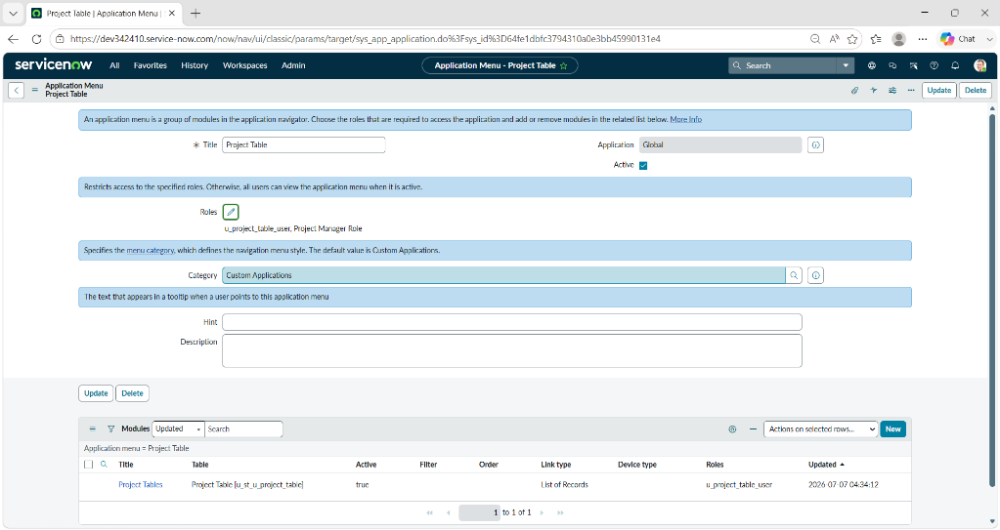 Project Table | Application Menu |
https://dev342410.service-now.com/now/nav/ui/classic/params/target/sys_app_application.do%3Fsys_id%3D64fe1dbfc3794310a0e3bb45990131e4
Chat
servicenow All Favorites History Workspaces Admin Application Menu - Project Table Search
Application Menu
Project Table
Update Delete
An application menu is a group of modules in the application navigator. Choose the roles that are required to access the application and add or remove modules in the related list below. More Info
Title Project Table Application Global
Active
Restricts access to the specified roles. Otherwise, all users can view the application menu when it is active.
Roles
u_project_table_user, Project Manager Role
Specifies the menu category, which defines the navigation menu style. The default value is Custom Applications.
Category Custom Applications
The text that appears in a tooltip when a user points to this application menu
Hint
Description
Update Delete
Modules Updated Search Actions on selected rows... New
Application menu = Project Table
Title Table Active Filter Order Link type Device type Roles Updated
Project Tables Project Table [u_st_u_project_table] true List of Records u_project_table_user 2026-07-07 04:34:12
1 to 1 of 1